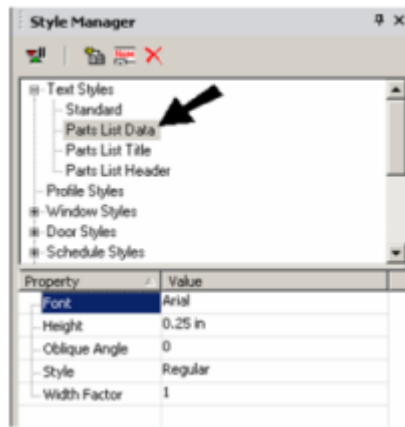 Style Manager
Text Styles
Standard
Parts List Data
Parts List Title
Parts List Header
Profile Styles
Window Styles
Door Styles
Schedule Styles
Property Value
Font Arial
Height 0.25 in
Oblique Angle 0
Style Regular
Width Factor 1